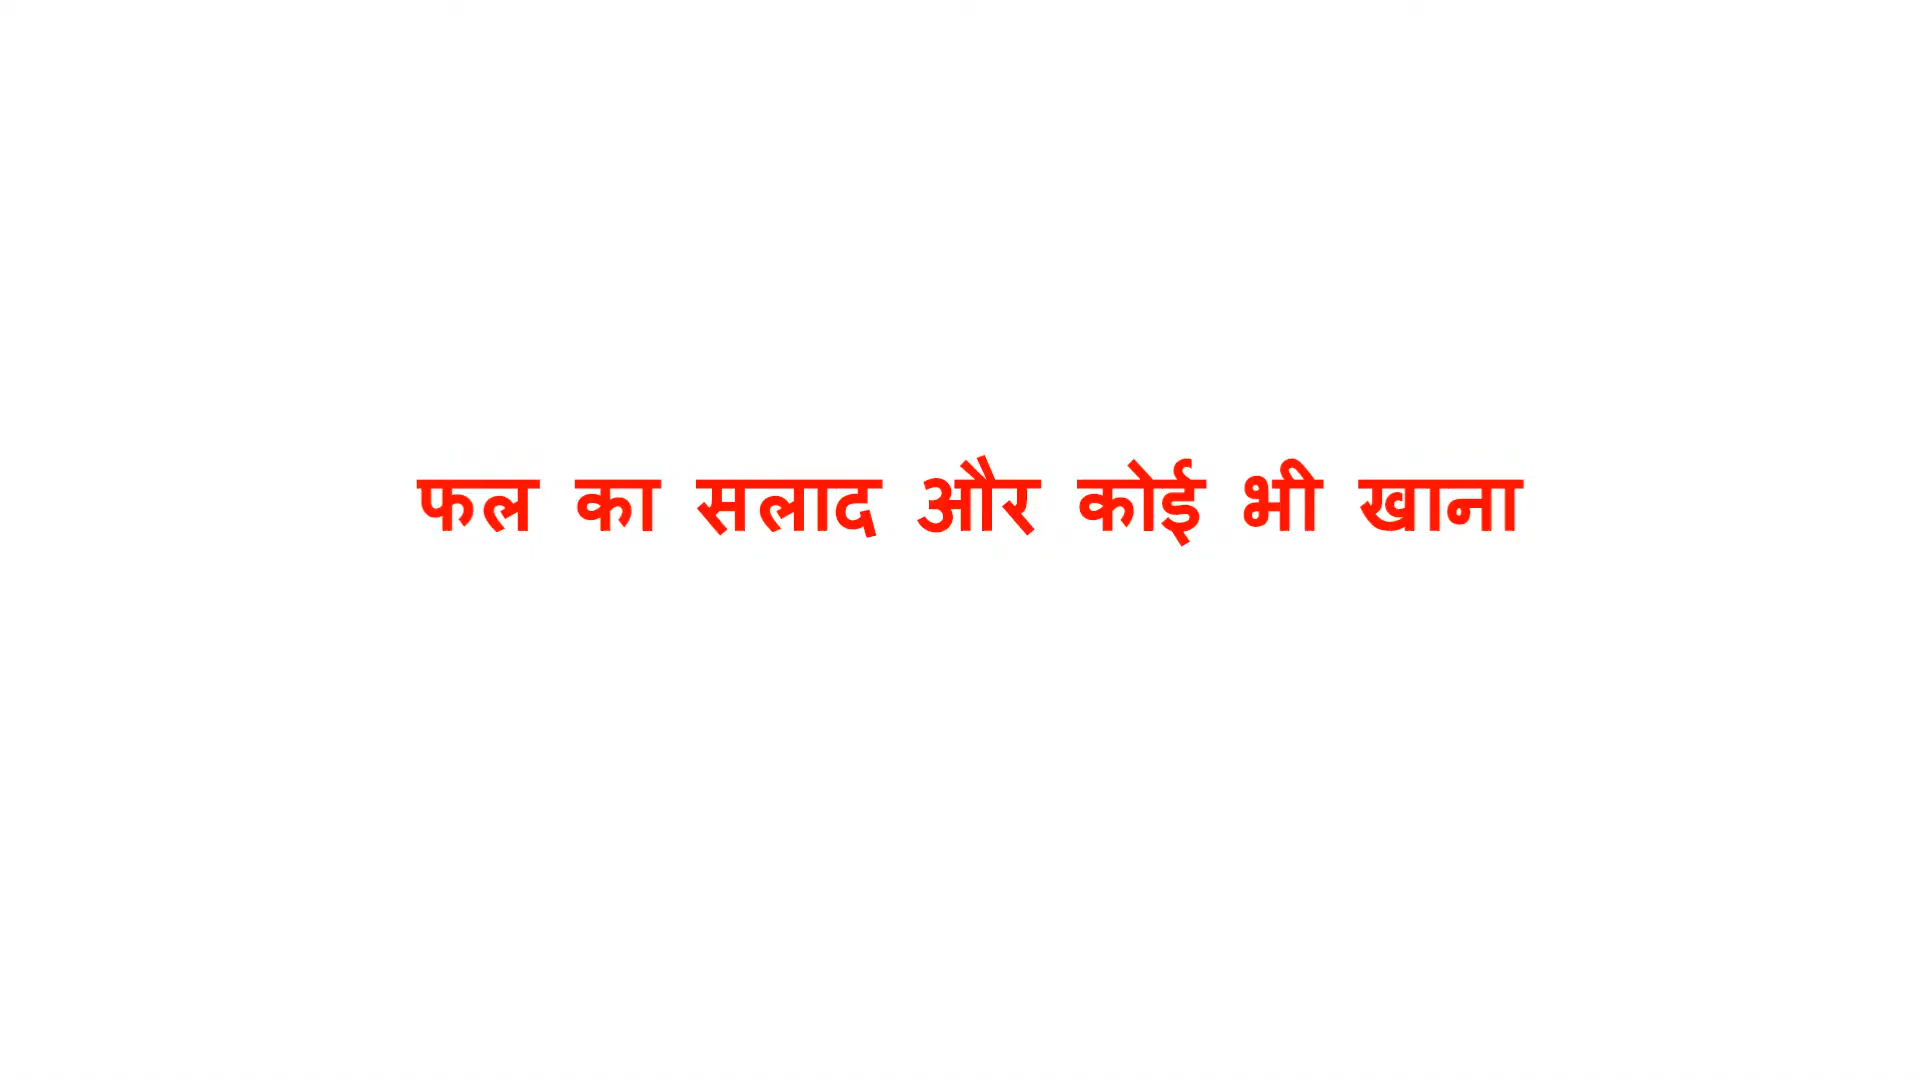 फल का सलाद और कोई भी खाना